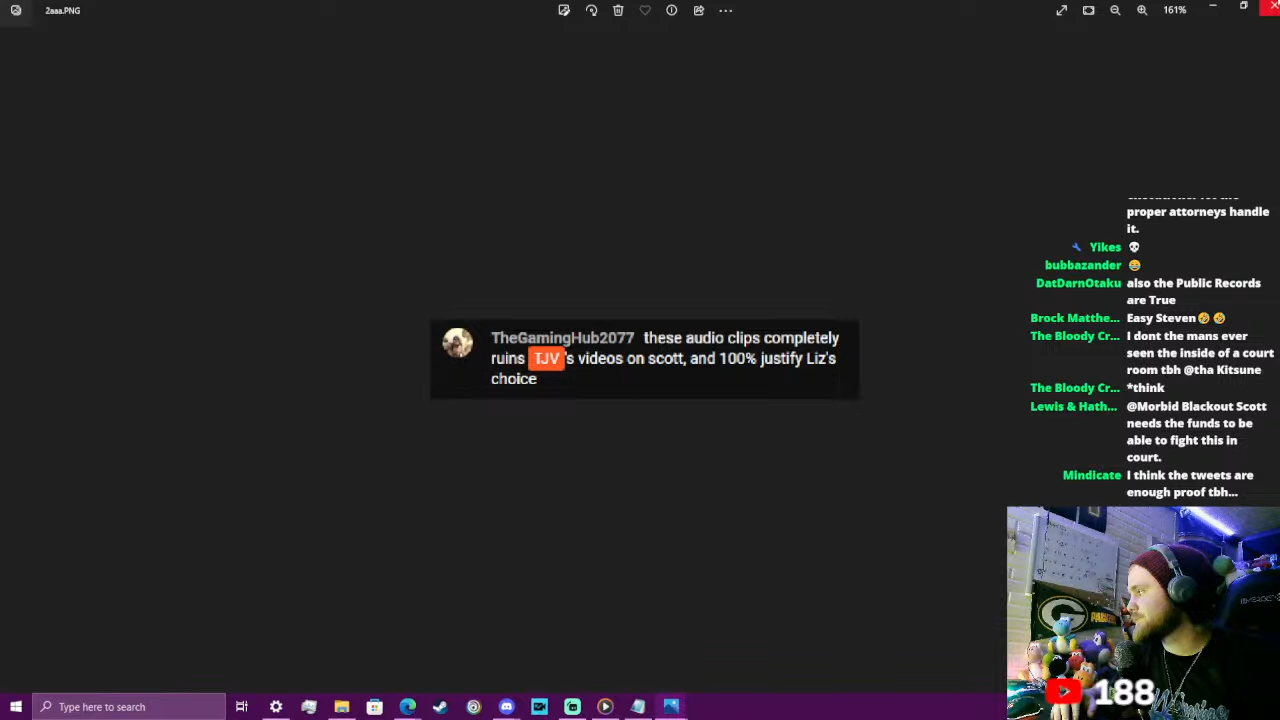 2aaa.PNG
161%
TheGamingHub2077 these audio clips completely
ruins TJV's videos on scott, and 100% justify Liz's
choice
proper attorneys handle
it.
Yikes 💀
bubbazander 😂
DatDarnOtaku also the Public Records
are True
Brock Matthe... Easy Steven🤣🤣
The Bloody Cr... I dont the mans ever
seen the inside of a court
room tbh @tha Kitsune
The Bloody Cr... *think
Lewis & Hath... @Morbid Blackout Scott
needs the funds to be
able to fight this in
court.
Mindicate I think the tweets are
enough proof tbh...
188
Type here to search